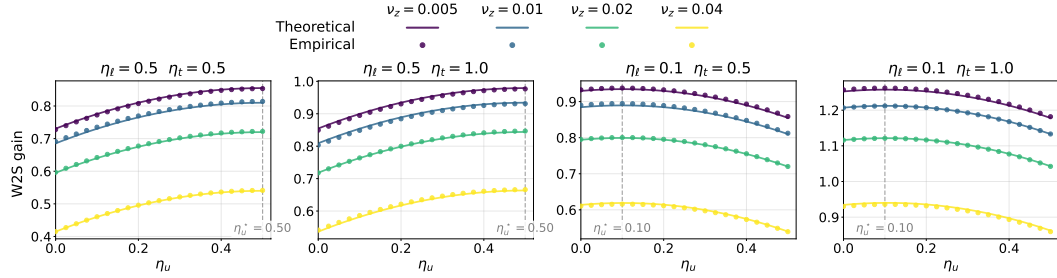 ν_z = 0.005 ν_z = 0.01 ν_z = 0.02 ν_z = 0.04
Theoretical
Empirical
η_ℓ = 0.5 η_t = 0.5
W2S gain
0.8
0.7
0.6
0.5
0.4
0.0 0.2 0.4
η_u^* = 0.50
η_u
η_ℓ = 0.5 η_t = 1.0
1.0
0.9
0.8
0.7
0.6
0.5
0.0 0.2 0.4
η_u^* = 0.50
η_u
η_ℓ = 0.1 η_t = 0.5
0.9
0.8
0.7
0.6
0.0 0.2 0.4
η_u^* = 0.10
η_u
η_ℓ = 0.1 η_t = 1.0
1.2
1.1
1.0
0.9
0.0 0.2 0.4
η_u^* = 0.10
η_u